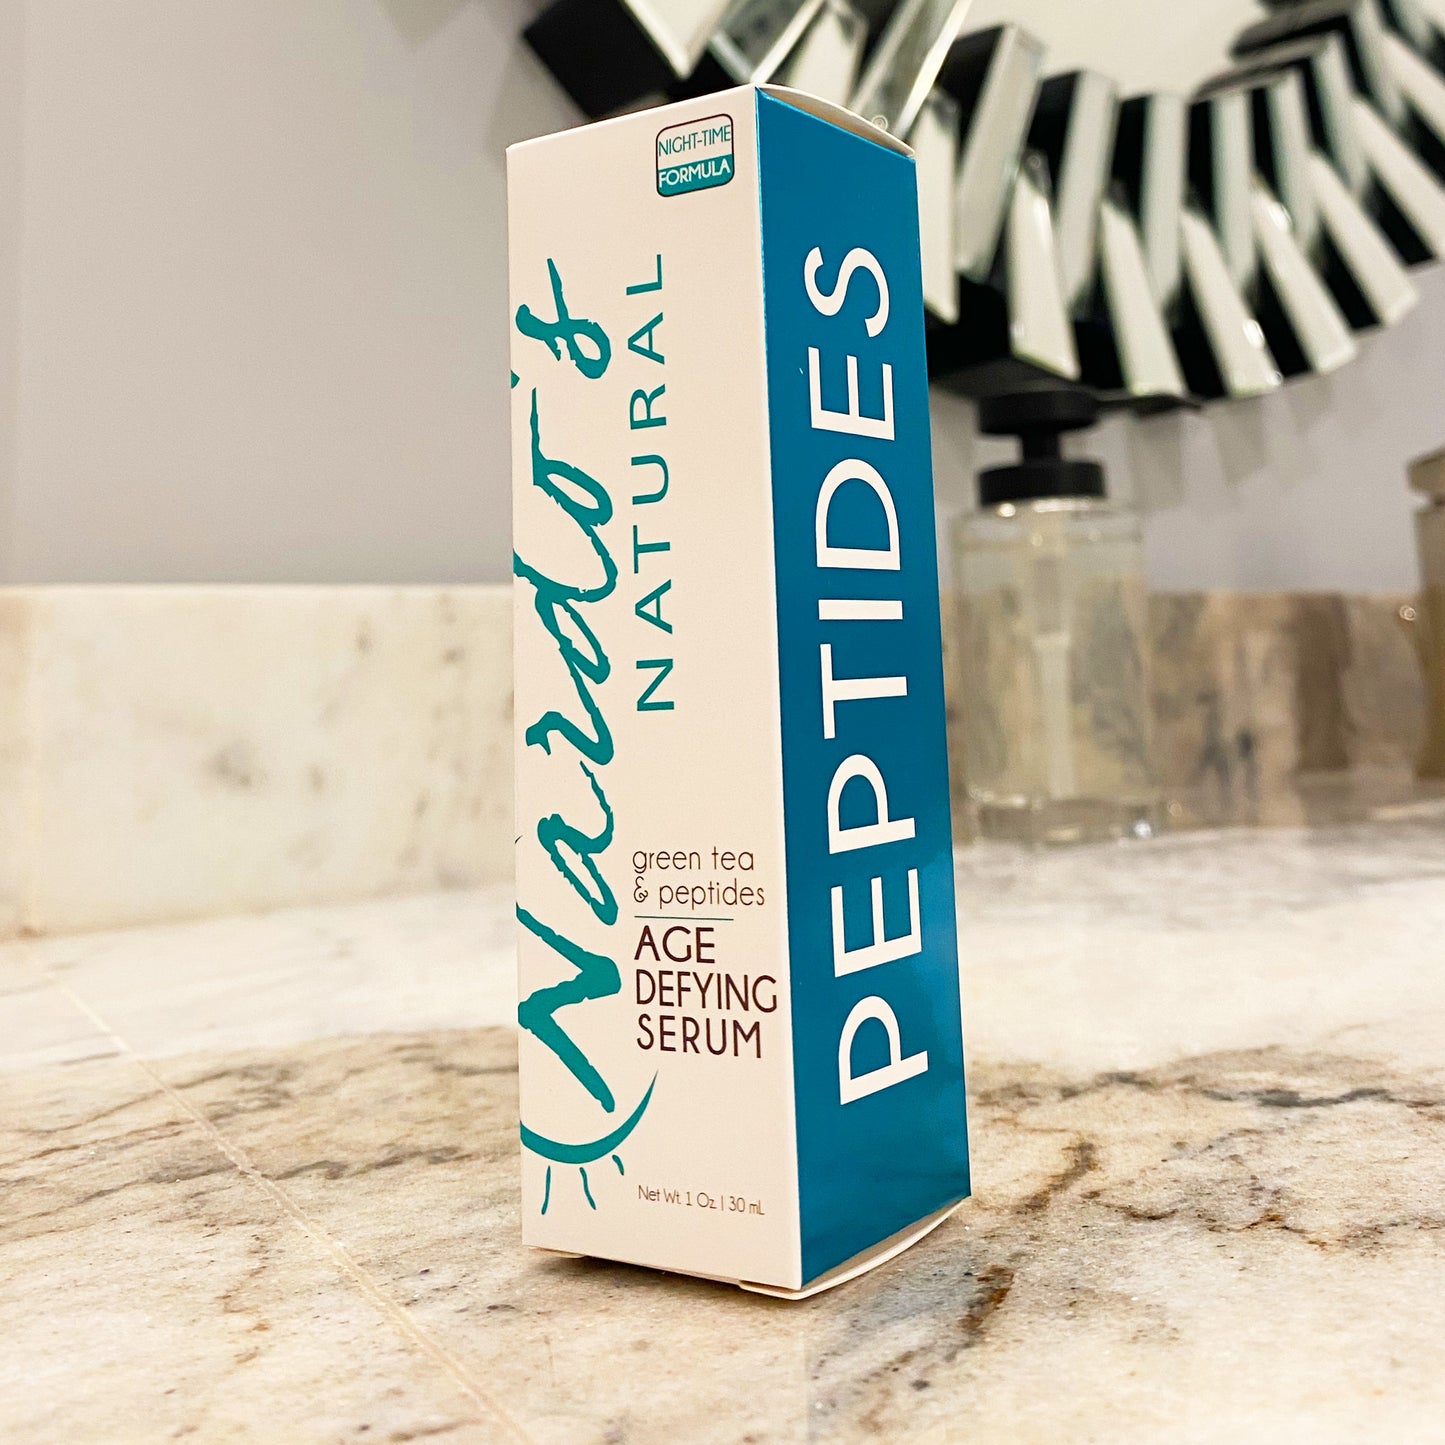 NIGHT-TIME
FORMULA
Nardo's
NATURAL
green tea
& peptides
AGE
DEFYING
SERUM
Net Wt. 1 Oz. | 30 mL
PEPTIDES